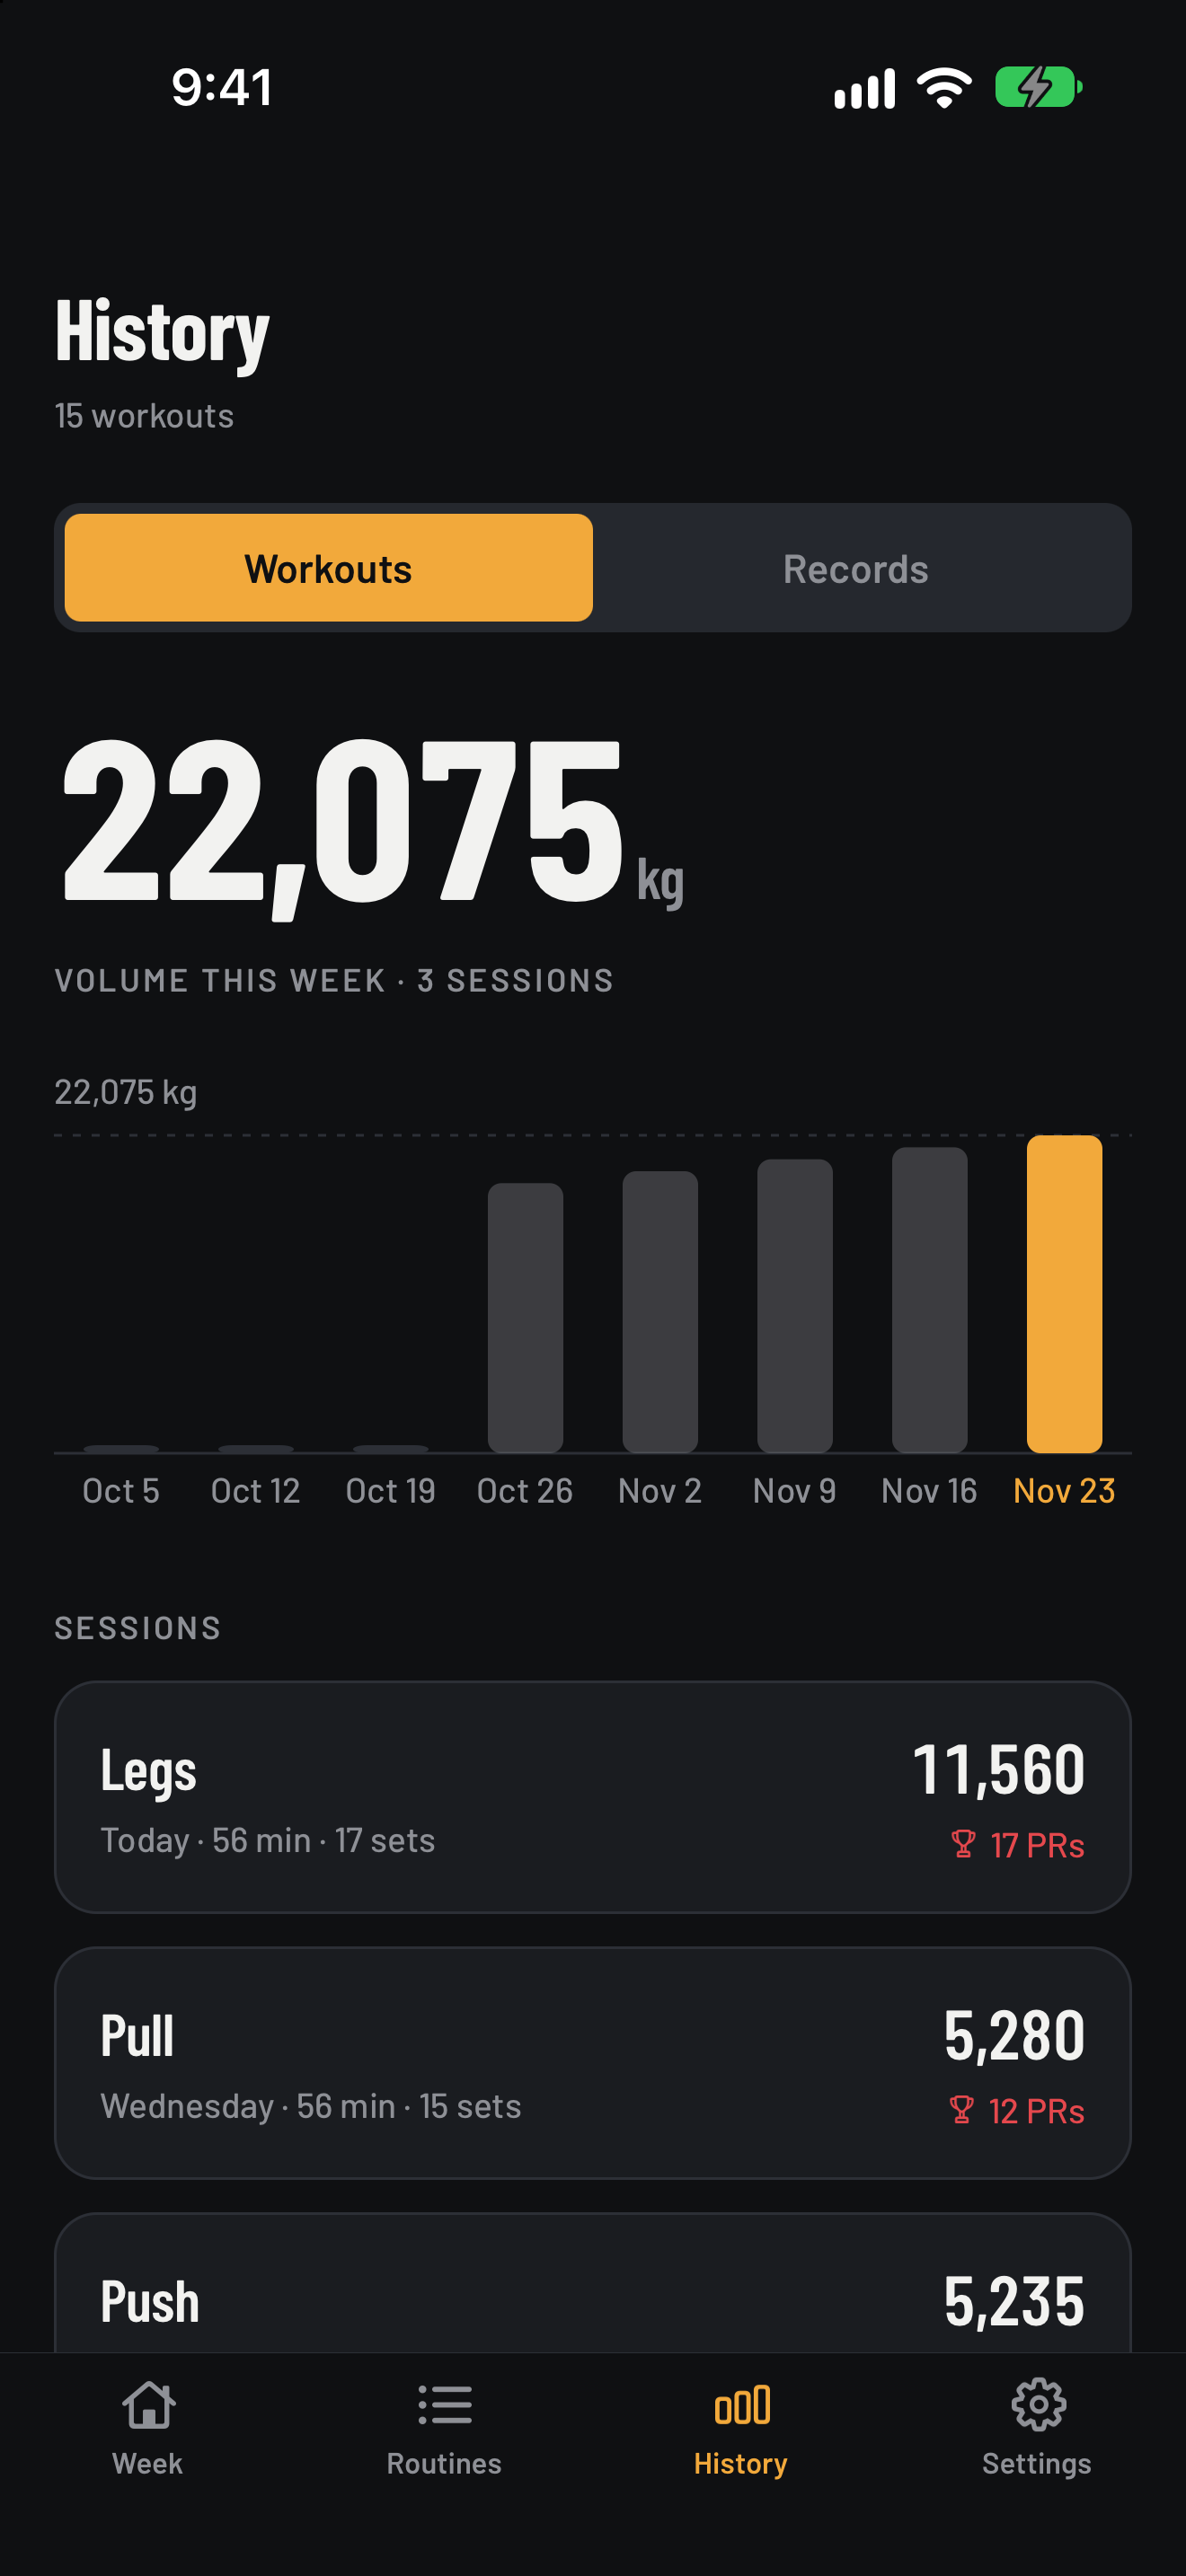 9:41
History
15 workouts
Workouts
Records
22,075 kg
VOLUME THIS WEEK · 3 SESSIONS
22,075 kg
Oct 5 Oct 12 Oct 19 Oct 26 Nov 2 Nov 9 Nov 16 Nov 23
SESSIONS
Legs
11,560
Today · 56 min · 17 sets
17 PRs
Pull
5,280
Wednesday · 56 min · 15 sets
12 PRs
Push
5,235
Week
Routines
History
Settings